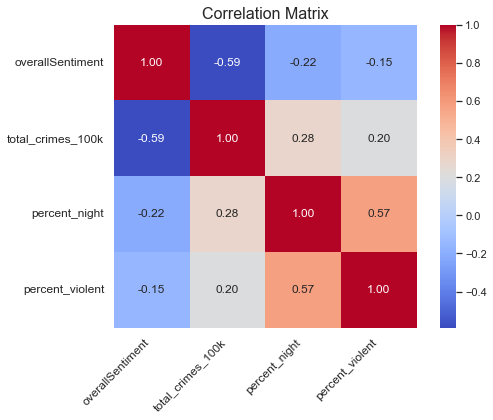 Correlation Matrix
overallSentiment 1.00 -0.59 -0.22 -0.15
total_crimes_100k -0.59 1.00 0.28 0.20
percent_night -0.22 0.28 1.00 0.57
percent_violent -0.15 0.20 0.57 1.00
overallSentiment total_crimes_100k percent_night percent_violent
1.0
0.8
0.6
0.4
0.2
0.0
−0.2
−0.4